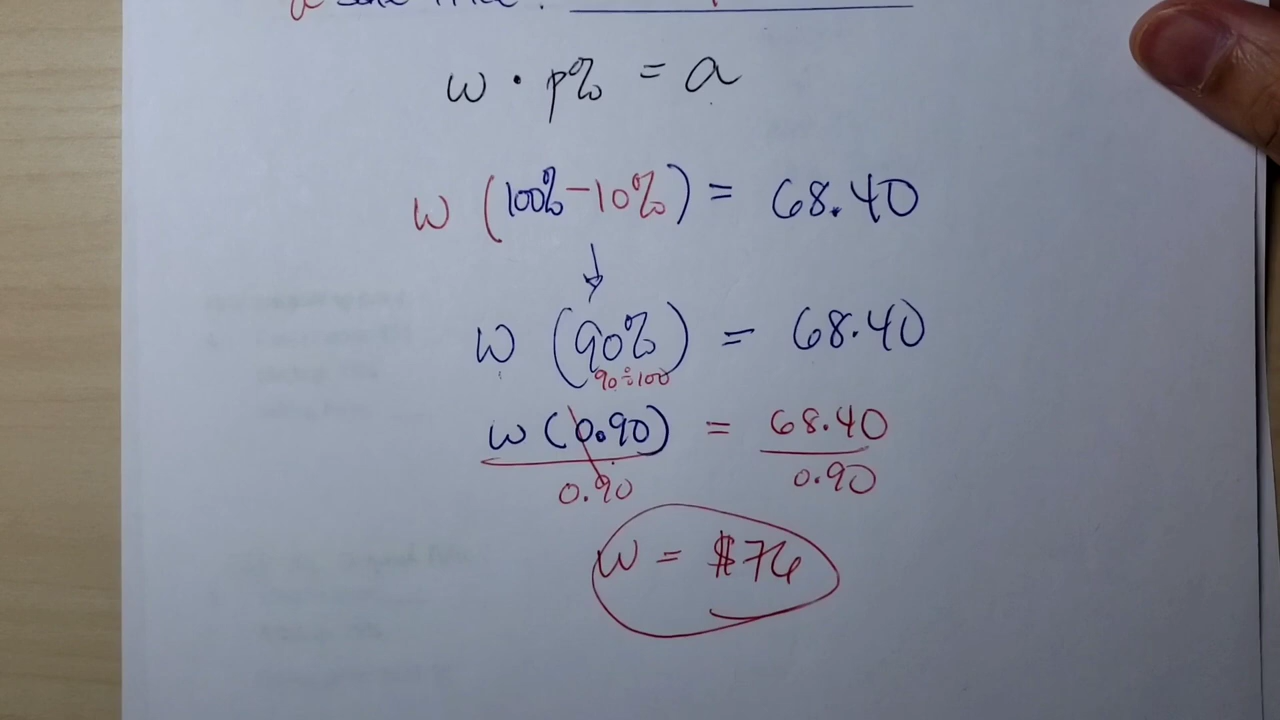 w · p% = a
w (100% - 10%) = 68.40
w (90%) = 68.40
90÷100
w (0.90) = 68.40
0.90 0.90
w = $76